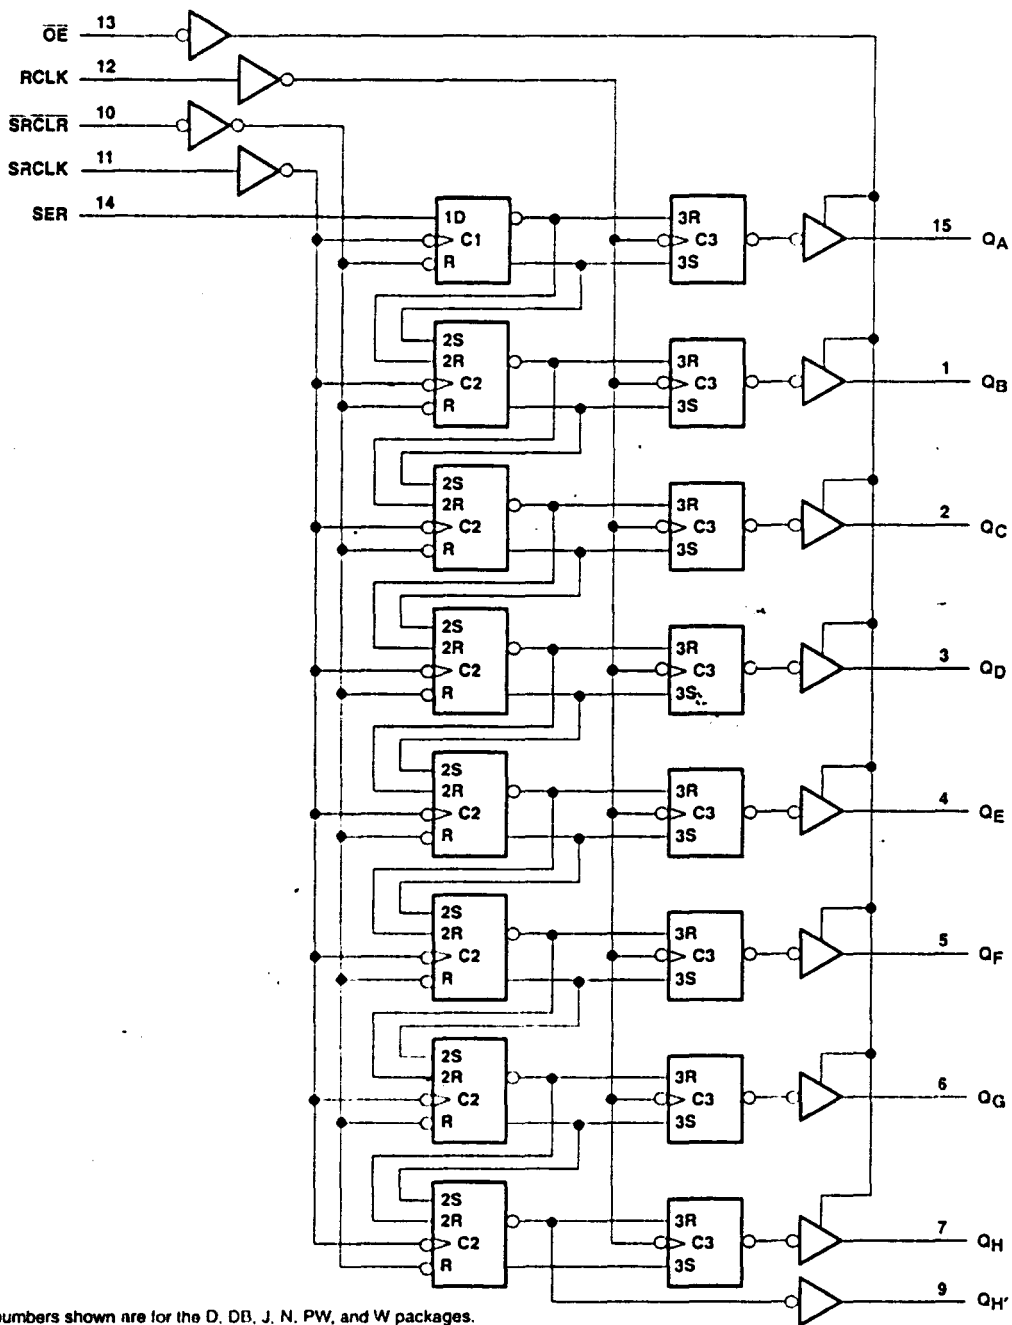 O̅E̅ 13
RCLK 12
S̅R̅C̅L̅R̅ 10
SRCLK 11
SER 14
1D
C1
R
3R
C3
3S
15 QA
2S
2R
C2
R
3R
C3
3S
1 QB
2S
2R
C2
R
3R
C3
3S
2 QC
2S
2R
C2
R
3R
C3
3S
3 QD
2S
2R
C2
R
3R
C3
3S
4 QE
2S
2R
C2
R
3R
C3
3S
5 QF
2S
2R
C2
R
3R
C3
3S
6 QG
2S
2R
C2
R
3R
C3
3S
7 QH
9 QH'
numbers shown are for the D, DB, J, N, PW, and W packages.